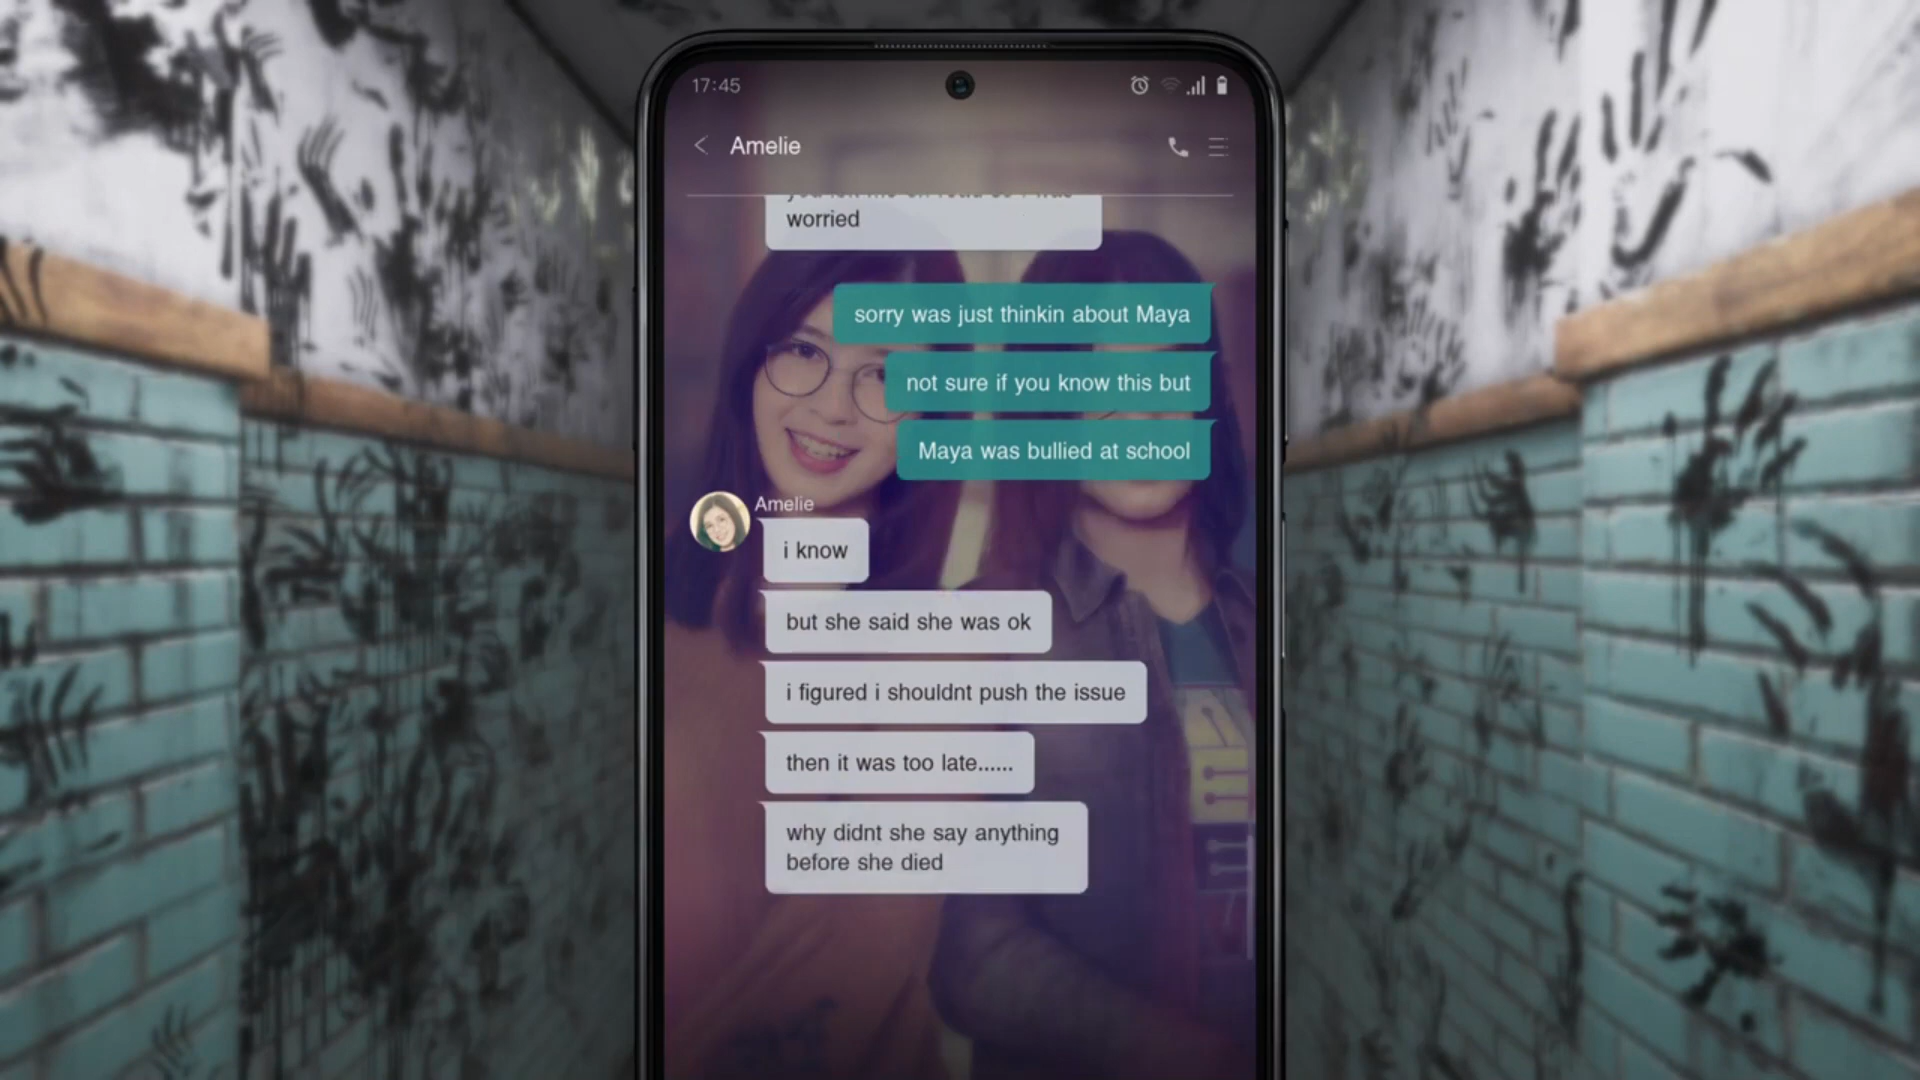 17:45
Amelie
worried
sorry was just thinkin about Maya
not sure if you know this but
Maya was bullied at school
Amelie
i know
but she said she was ok
i figured i shouldnt push the issue
then it was too late......
why didnt she say anything
before she died